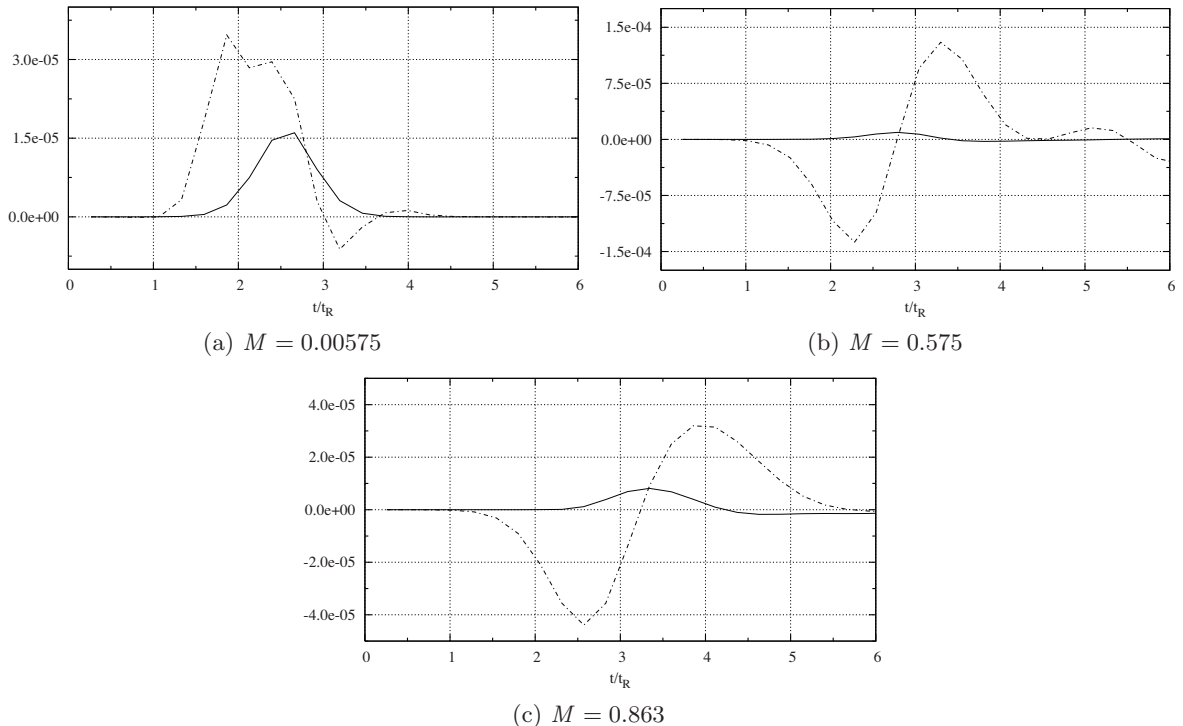 3.0e-05
1.5e-05
0.0e+00
0 1 2 3 4 5 6
t/tR
(a) M = 0.00575
1.5e-04
7.5e-05
0.0e+00
-7.5e-05
-1.5e-04
0 1 2 3 4 5 6
t/tR
(b) M = 0.575
4.0e-05
2.0e-05
0.0e+00
-2.0e-05
-4.0e-05
0 1 2 3 4 5 6
t/tR
(c) M = 0.863